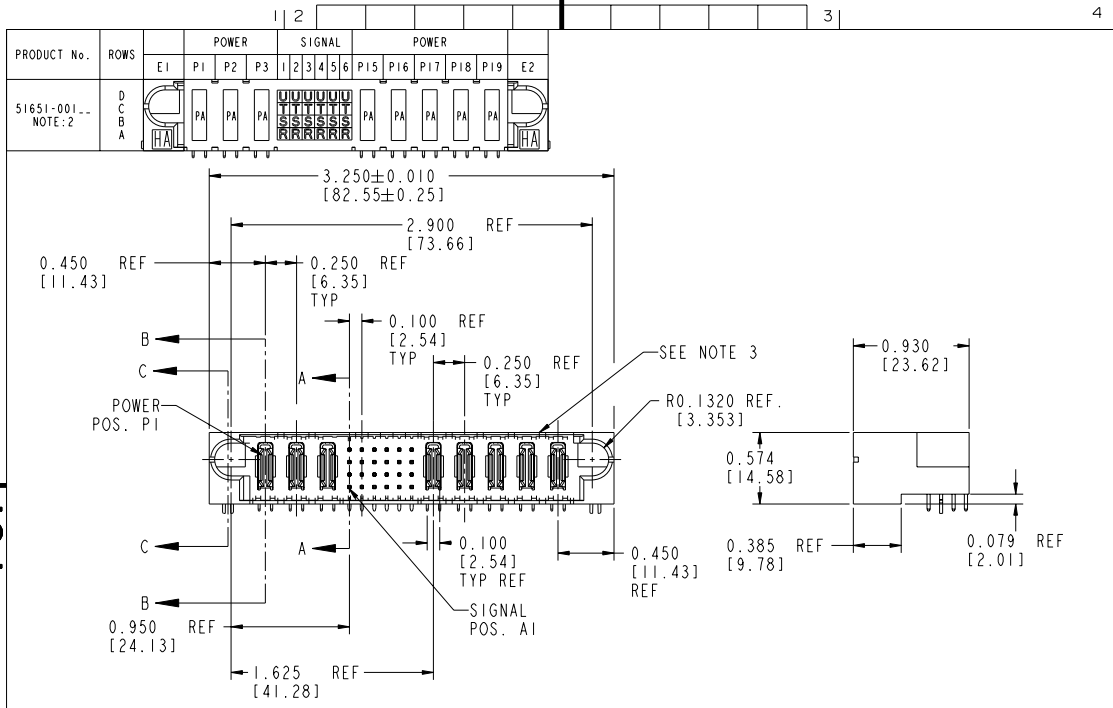 1 2 3 4
PRODUCT No. ROWS POWER SIGNAL POWER
E1 P1 P2 P3 1 2 3 4 5 6 P15 P16 P17 P18 P19 E2
51651-001__
NOTE:2
D
C
B
A
HA PA PA PA PA PA PA PA PA HA
U U U U U U
T T T T T T
S S S S S S
R R R R R R
3.250±0.010
[82.55±0.25]
2.900 REF
[73.66]
0.450 REF
[11.43]
0.250 REF
[6.35]
TYP
0.100 REF
[2.54]
TYP
0.250 REF
[6.35]
TYP
B
C
A
SEE NOTE 3
R0.1320 REF.
[3.353]
POWER
POS. P1
0.930
[23.62]
0.574
[14.58]
0.385 REF
[9.78]
0.079 REF
[2.01]
C
A
B
0.100
[2.54]
TYP REF
0.450
[11.43]
REF
SIGNAL
POS. A1
0.950 REF
[24.13]
1.625 REF
[41.28]